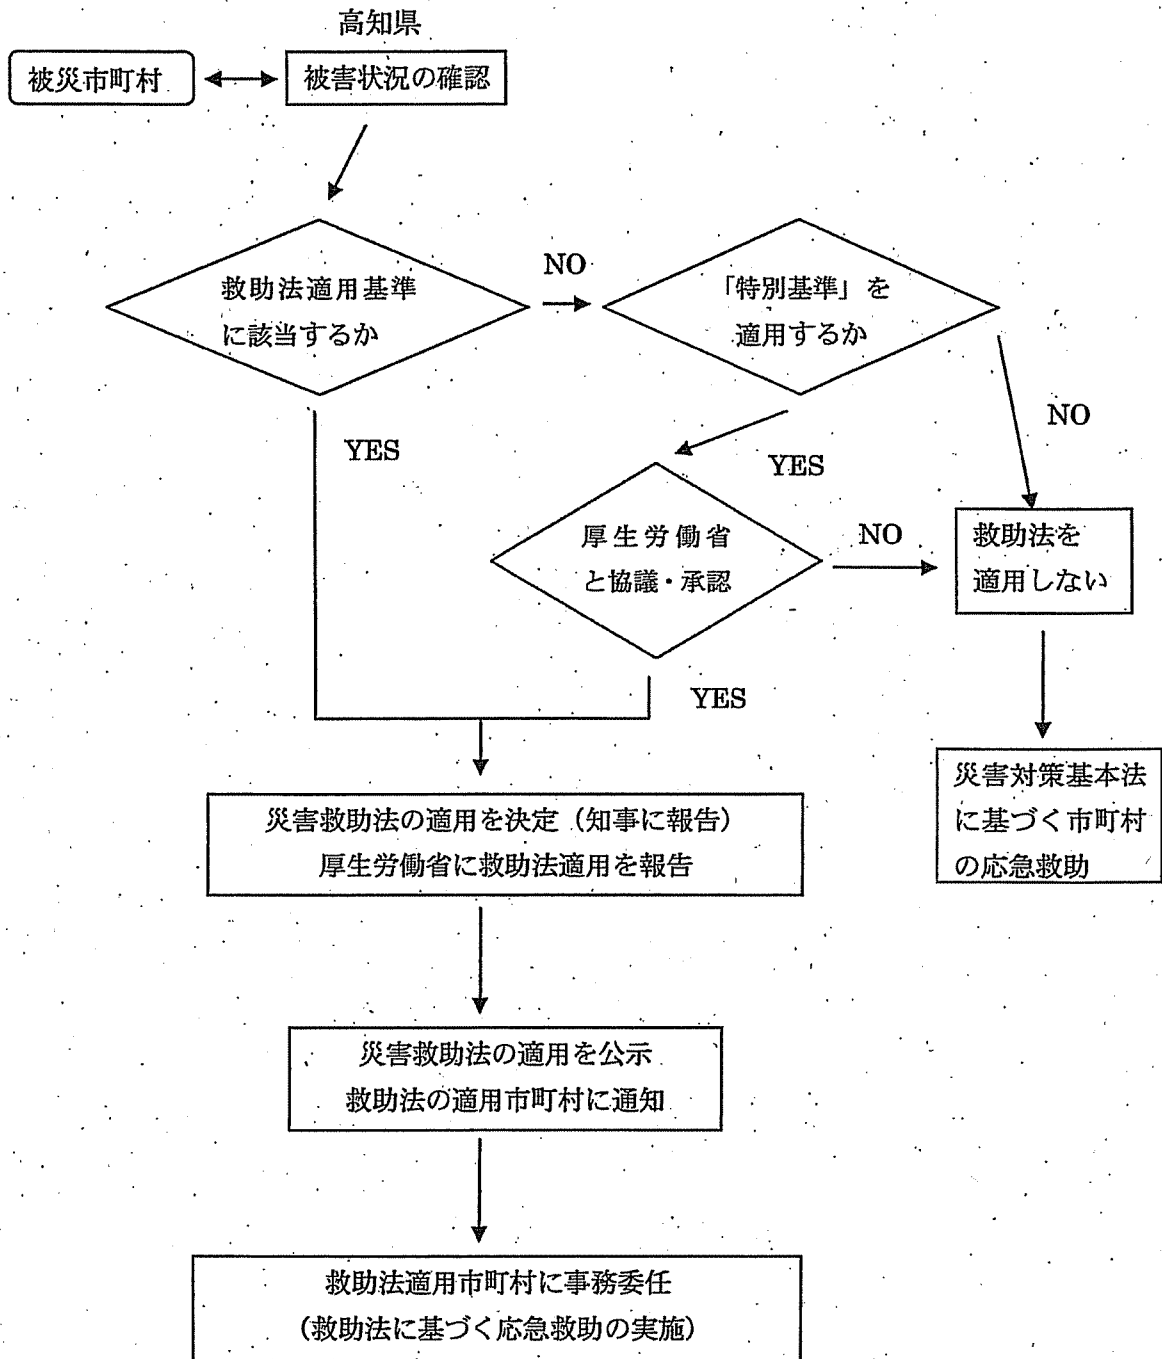 高知県
被災市町村
被害状況の確認
救助法適用基準
に該当するか
NO
「特別基準」を
適用するか
YES
NO
YES
厚生労働省
と協議・承認
NO
救助法を
適用しない
YES
災害対策基本法
に基づく市町村
の応急救助
災害救助法の適用を決定(知事に報告)
厚生労働省に救助法適用を報告
災害救助法の適用を公示
救助法の適用市町村に通知
救助法適用市町村に事務委任
(救助法に基づく応急救助の実施)